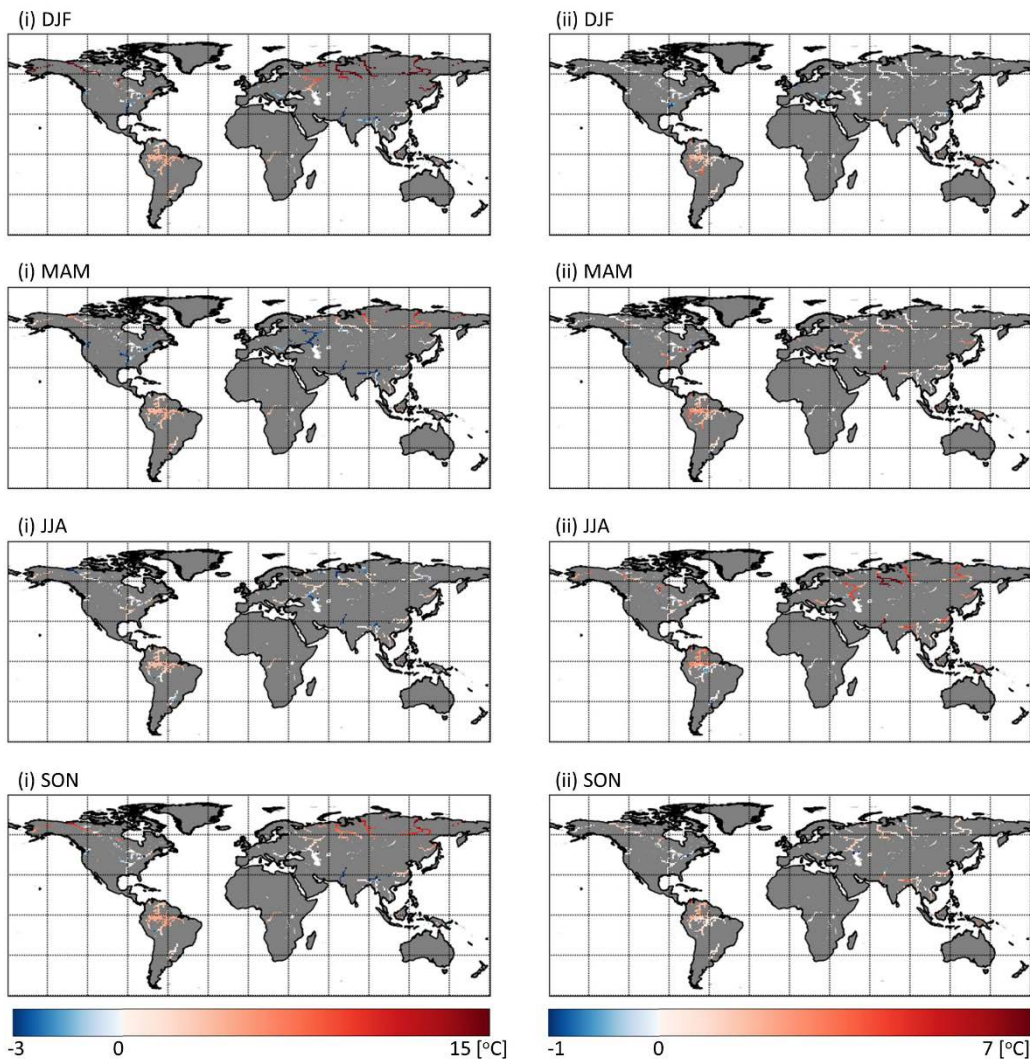 (i) DJF
(ii) DJF
(i) MAM
(ii) MAM
(i) JJA
(ii) JJA
(i) SON
(ii) SON
-3 0 15 [°C]
-1 0 7 [°C]